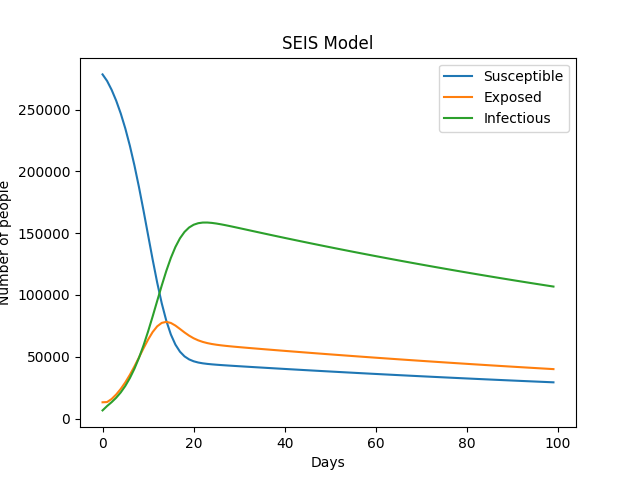 SEIS Model
Susceptible
Exposed
Infectious
Number of people
250000
200000
150000
100000
50000
0
0 20 40 60 80 100
Days